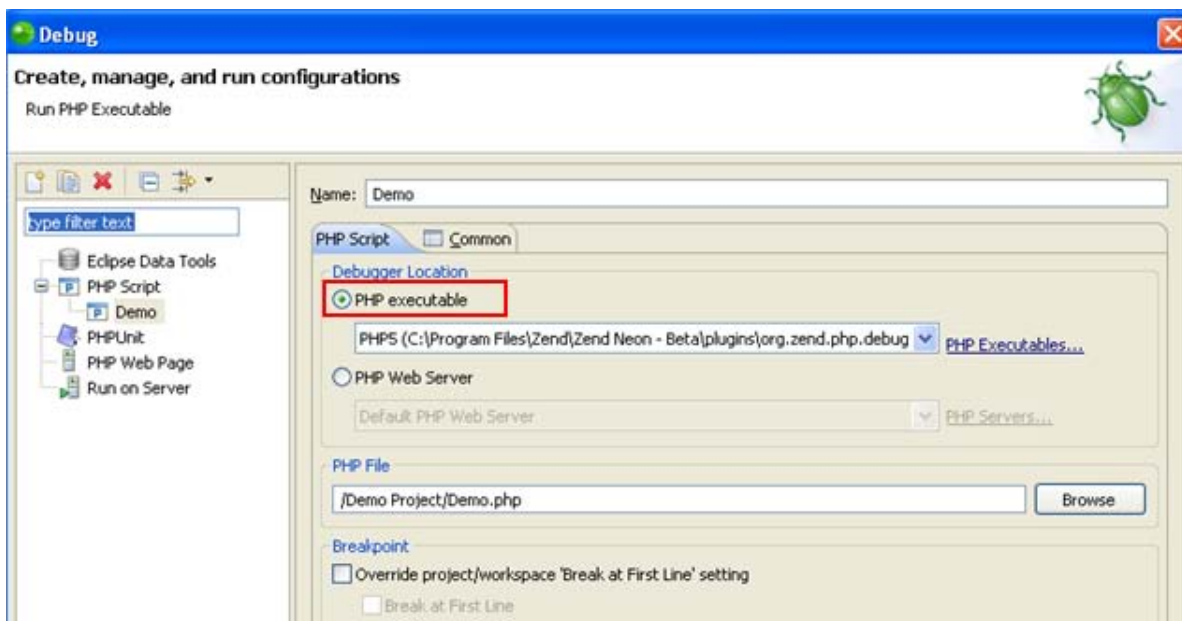 Debug
Create, manage, and run configurations
Run PHP Executable
type filter text
Eclipse Data Tools
PHP Script
Demo
PHPUnit
PHP Web Page
Run on Server
Name: Demo
PHP Script Common
Debugger Location
PHP executable
PHP5 (C:\Program Files\Zend\Zend Neon - Beta\plugins\org.zend.php.debug PHP Executables...
PHP Web Server
Default PHP Web Server PHP Servers...
PHP File
/Demo Project/Demo.php Browse
Breakpoint
Override project/workspace 'Break at First Line' setting
Break at First Line